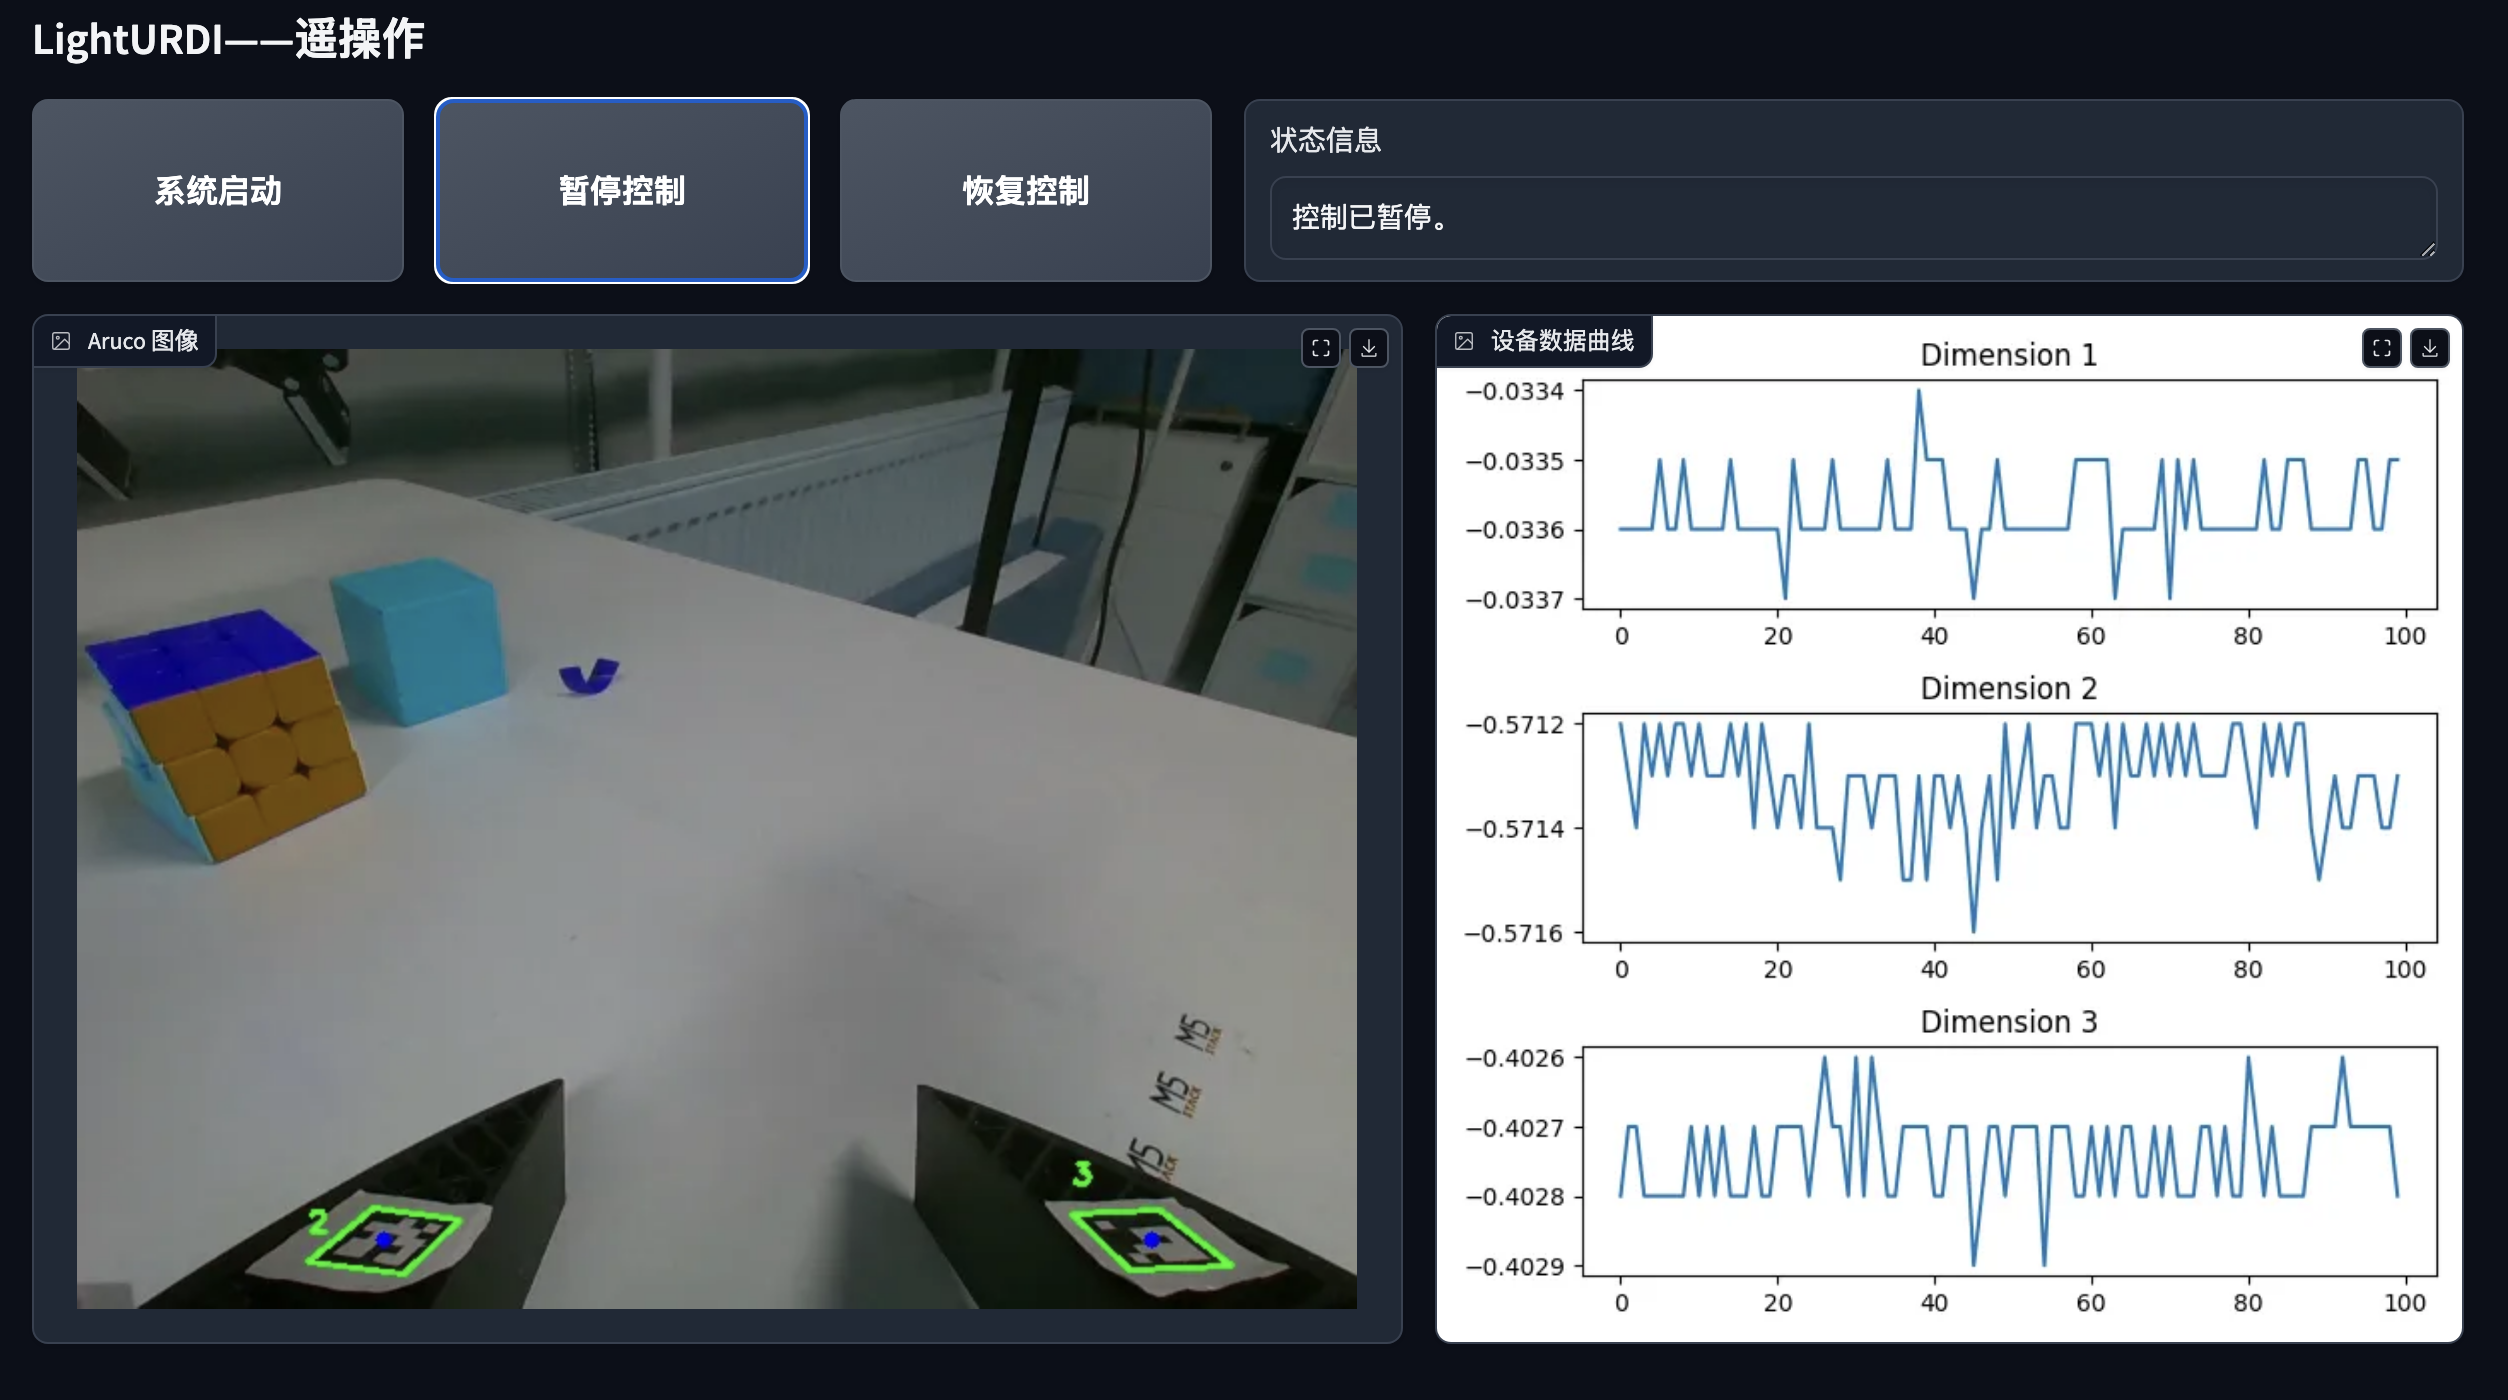 LightURDI——遥操作
系统启动
暂停控制
恢复控制
状态信息
控制已暂停。
Aruco 图像
2
3
M5
STACK
M5
STACK
M5
设备数据曲线
Dimension 1
−0.0334
−0.0335
−0.0336
−0.0337
0 20 40 60 80 100
Dimension 2
−0.5712
−0.5714
−0.5716
0 20 40 60 80 100
Dimension 3
−0.4026
−0.4027
−0.4028
−0.4029
0 20 40 60 80 100